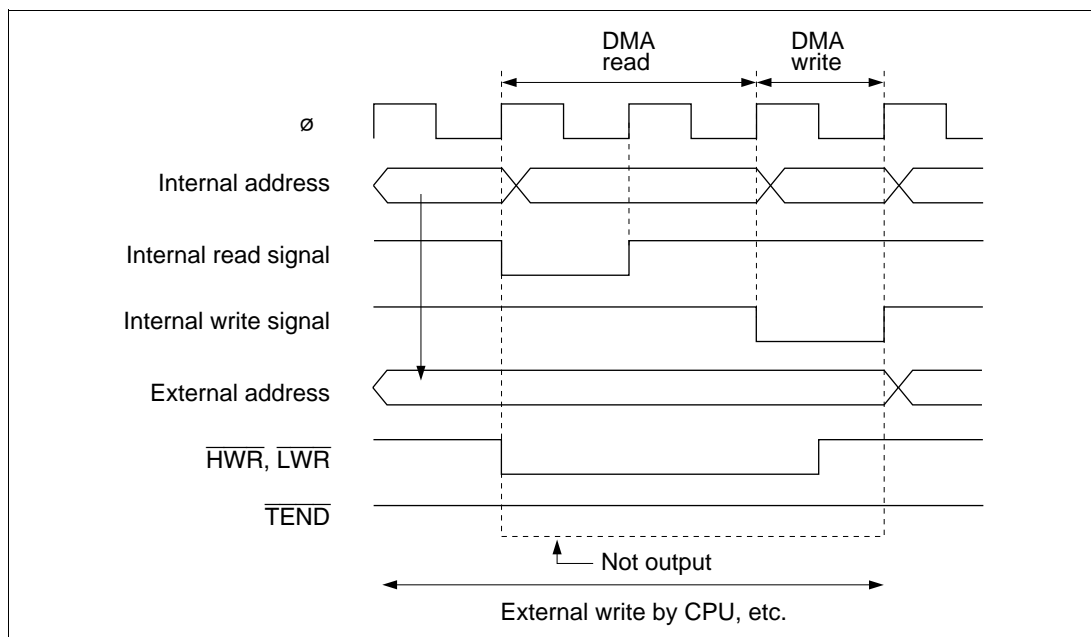 DMA
read
DMA
write
ø
Internal address
Internal read signal
Internal write signal
External address
HWR, LWR
TEND
Not output
External write by CPU, etc.